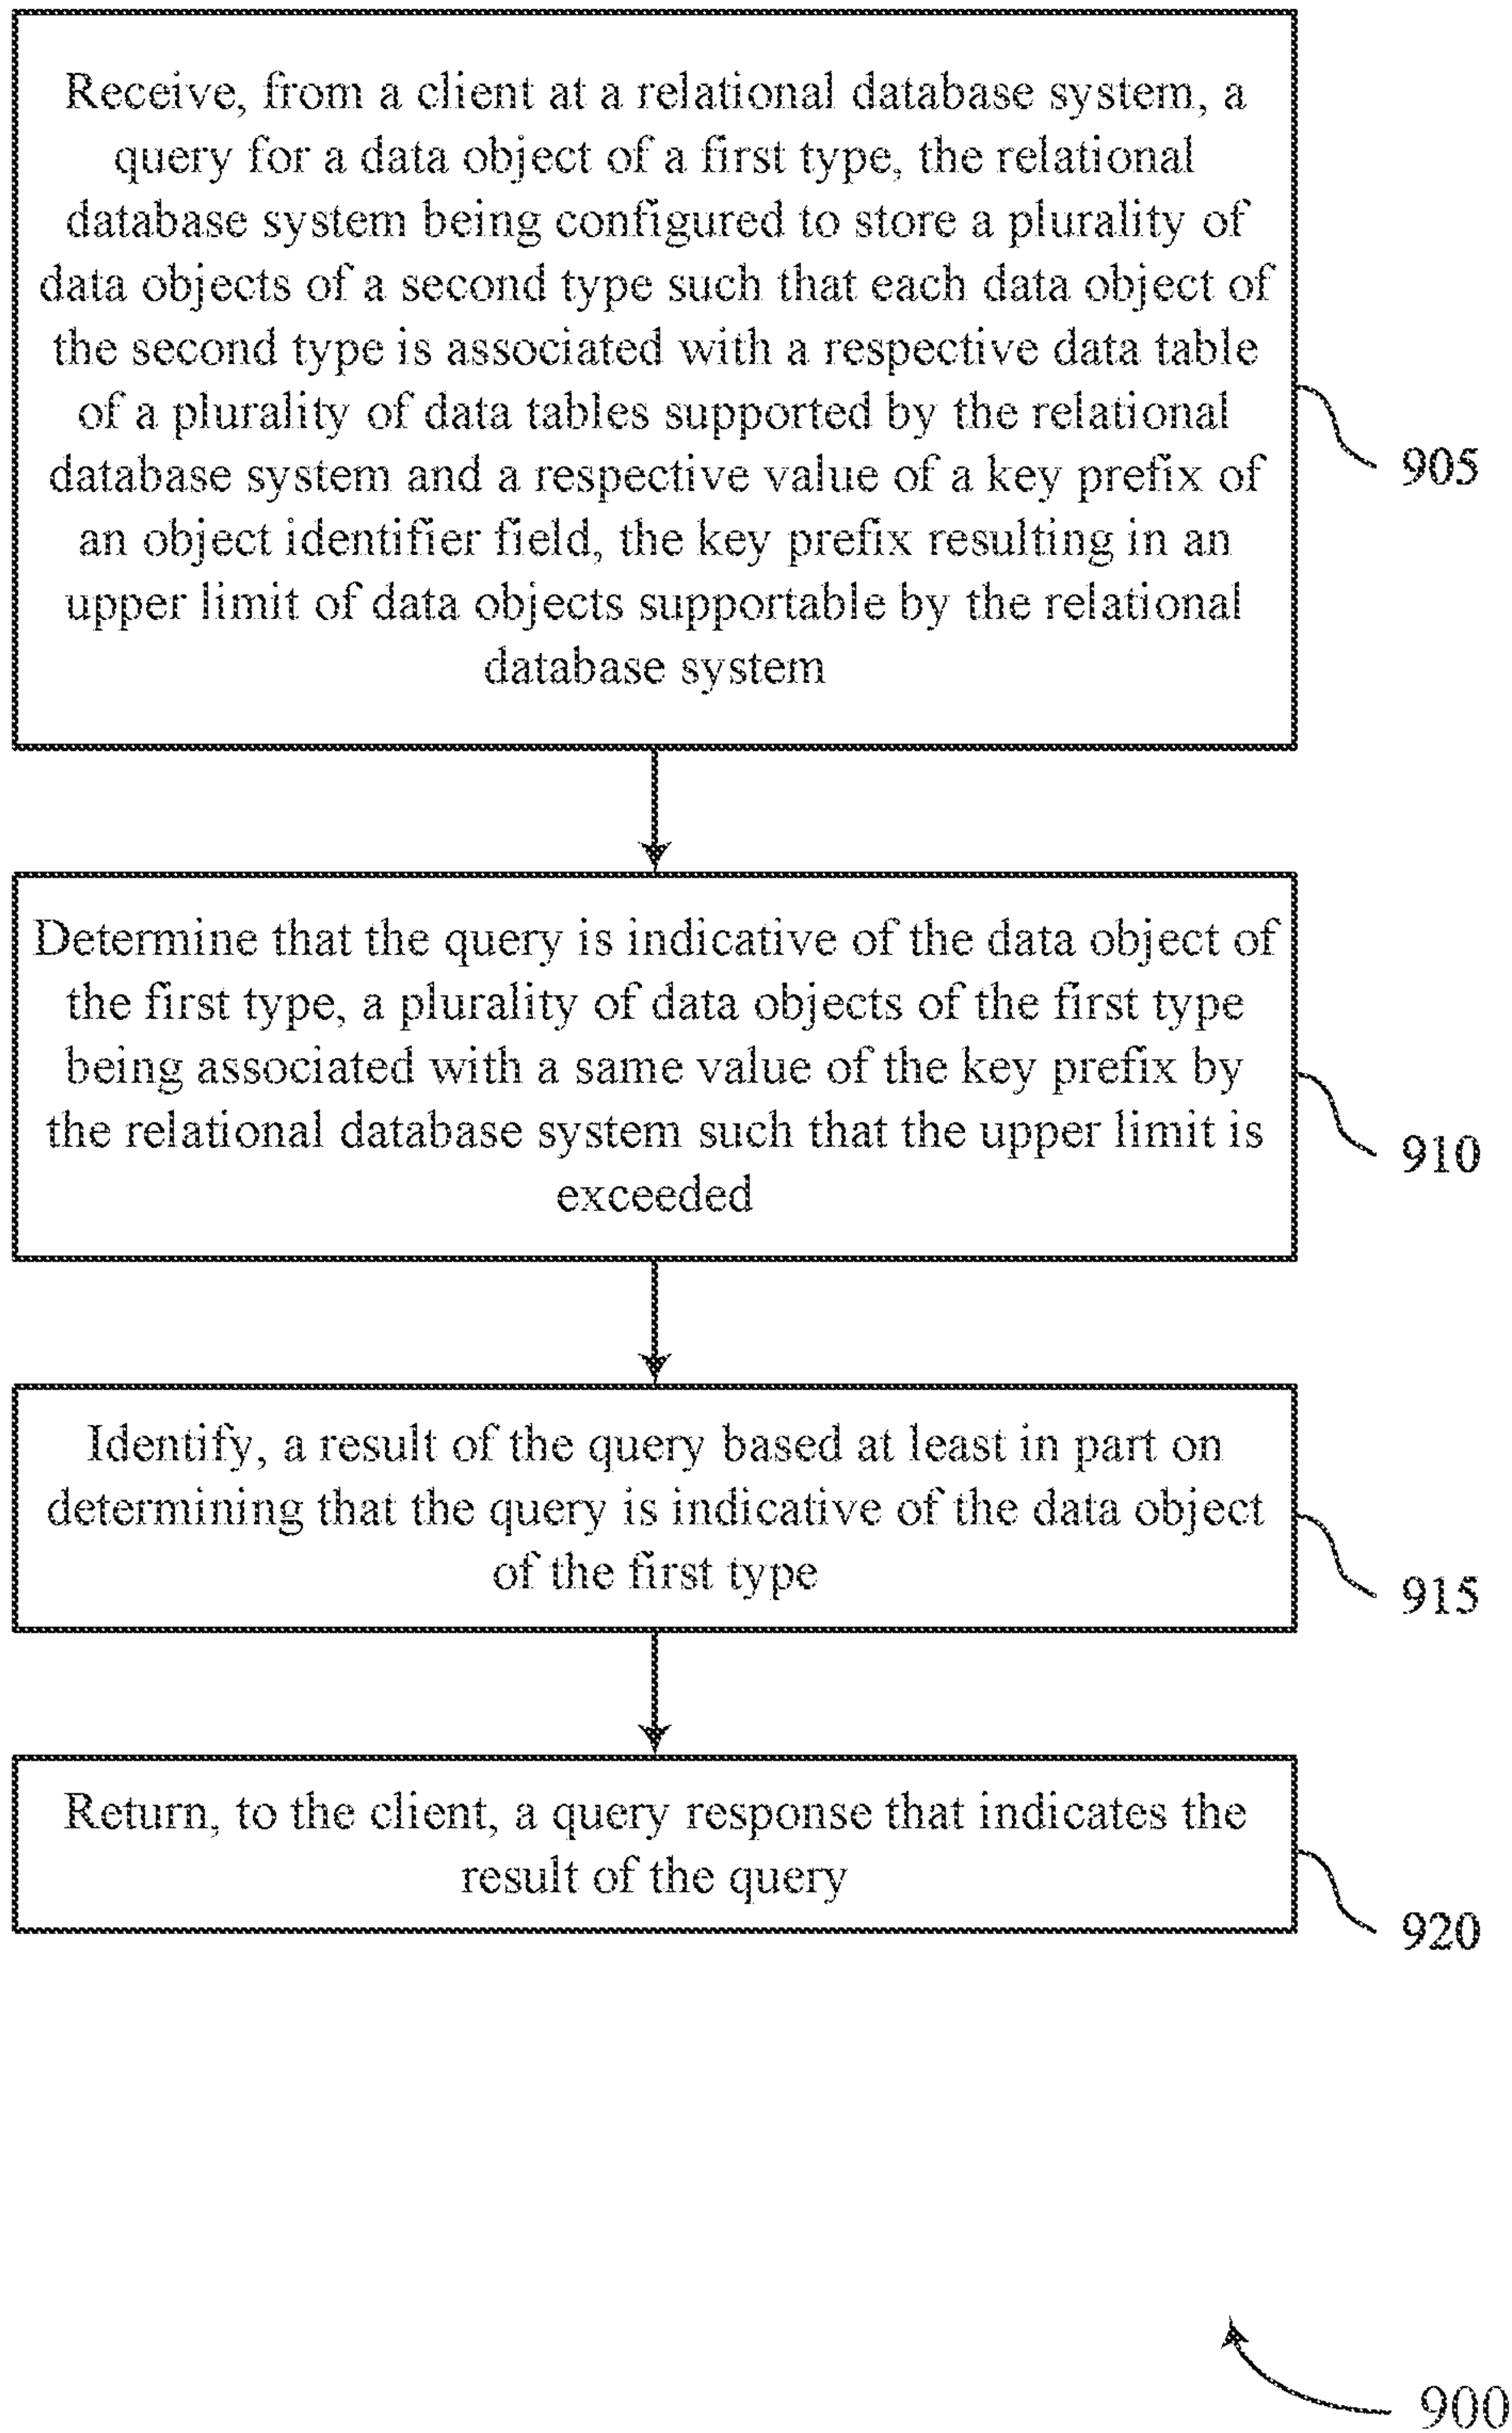 Receive, from a client at a relational database system, a
query for a data object of a first type, the relational
database system being configured to store a plurality of
data objects of a second type such that each data object of
the second type is associated with a respective data table
of a plurality of data tables supported by the relational
database system and a respective value of a key prefix of
an object identifier field, the key prefix resulting in an
upper limit of data objects supportable by the relational
database system
905
Determine that the query is indicative of the data object of
the first type, a plurality of data objects of the first type
being associated with a same value of the key prefix by
the relational database system such that the upper limit is
exceeded
910
Identify, a result of the query based at least in part on
determining that the query is indicative of the data object
of the first type
915
Return, to the client, a query response that indicates the
result of the query
920
900